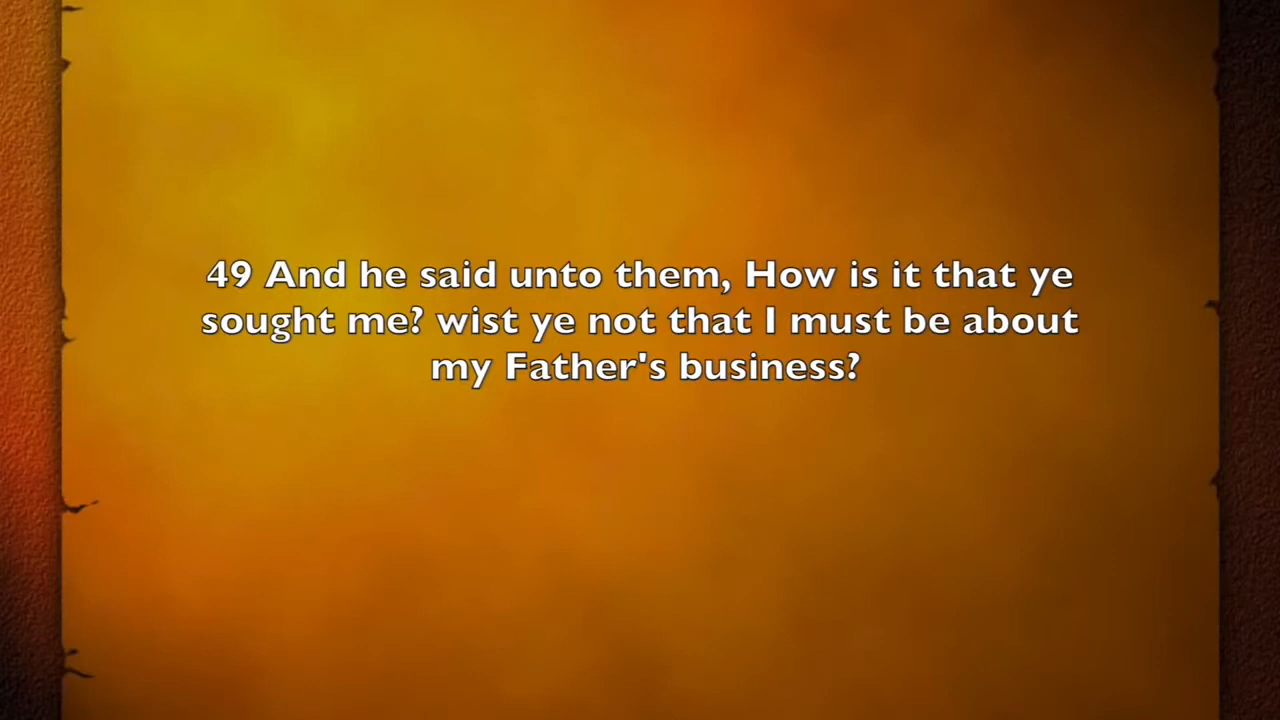 49 And he said unto them, How is it that ye
sought me? wist ye not that I must be about
my Father's business?